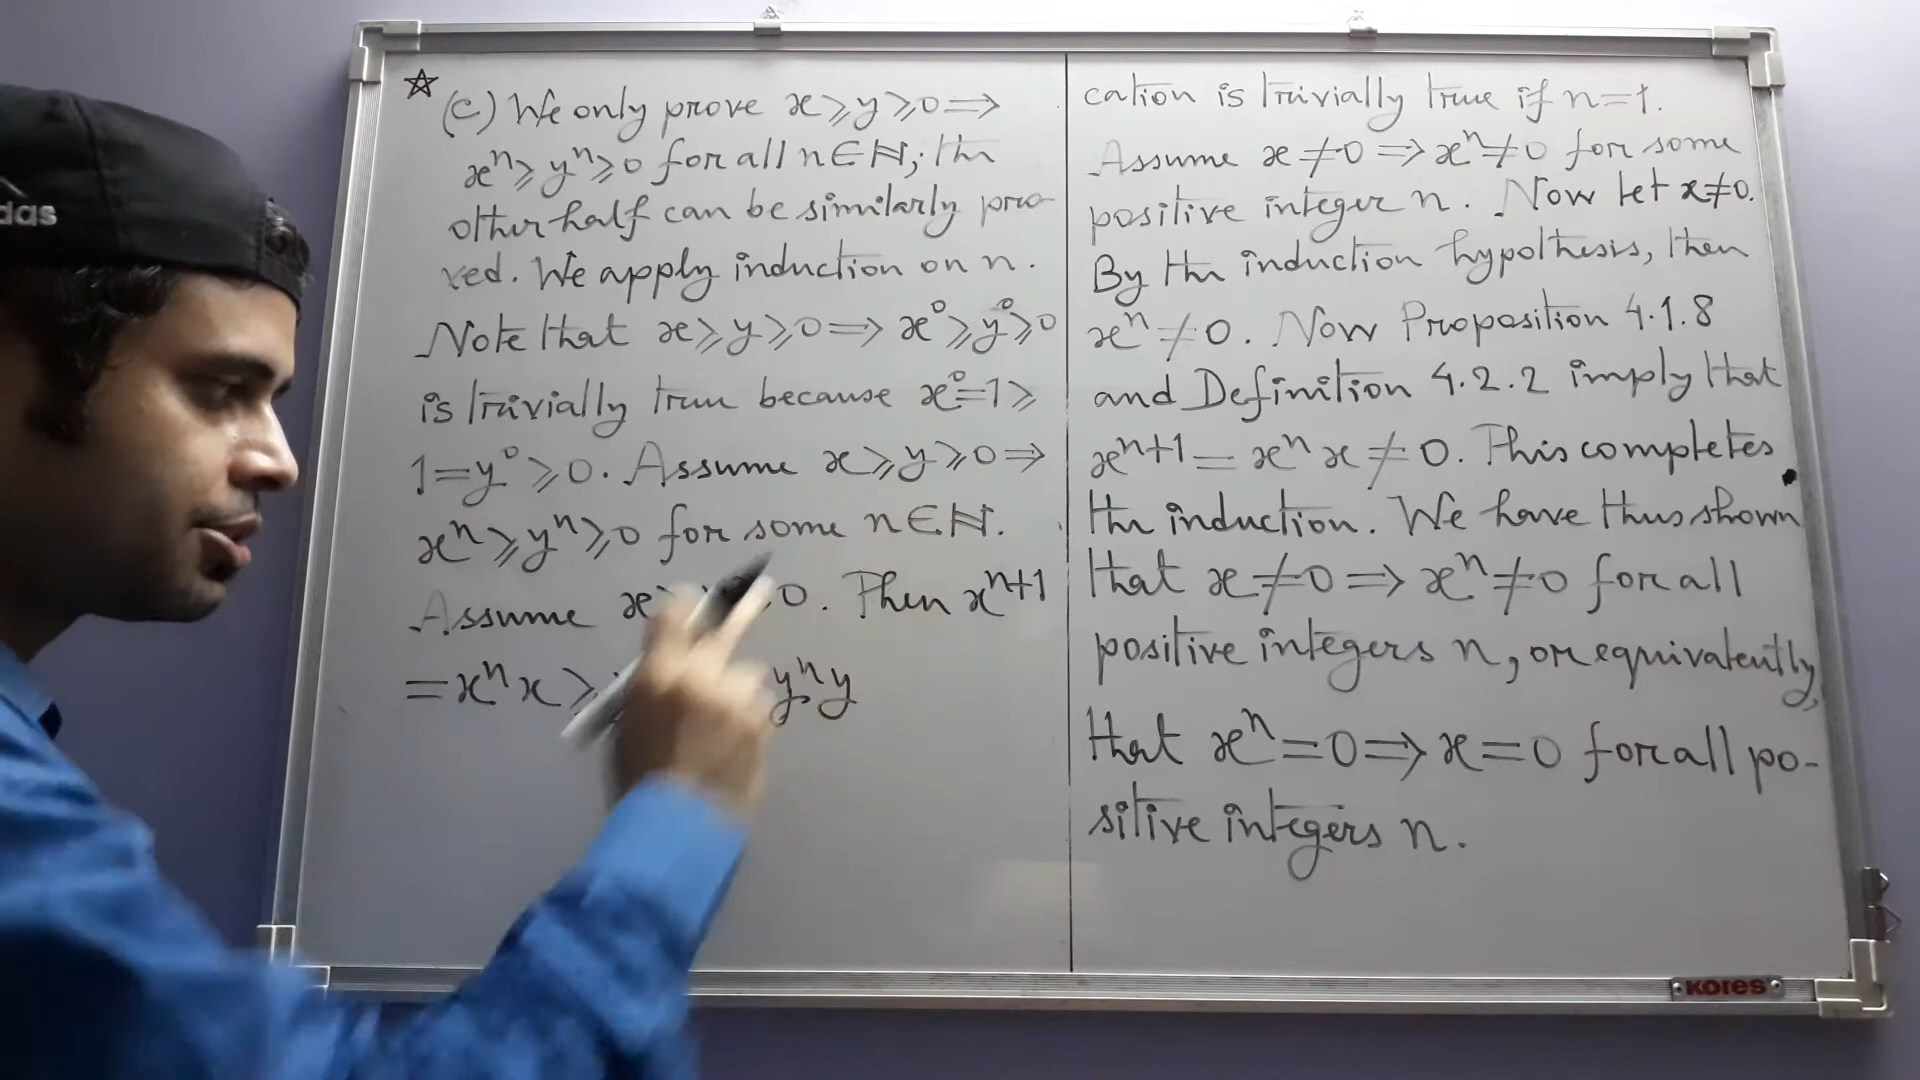 das
☆ (c) We only prove x⩾y⩾0⟹
xⁿ⩾yⁿ⩾0 for all n∈ℕ; the
other half can be similarly pro-
ved. We apply induction on n.
Note that x⩾y⩾0⟹x⁰⩾y⁰⩾0
is trivially true because x⁰=1⩾
1=y⁰⩾0. Assume x⩾y⩾0⟹
xⁿ⩾yⁿ⩾0 for some n∈ℕ.
Assume x⩾ 0. Then xⁿ⁺¹
=xⁿx⩾ yⁿy
cation is trivially true if n=1.
Assume x≠0⟹xⁿ≠0 for some
positive integer n. Now let x≠0.
By the induction hypothesis, then
xⁿ≠0. Now Proposition 4.1.8
and Definition 4.2.2 imply that
xⁿ⁺¹=xⁿx≠0. This completes
the induction. We have thus shown
that x≠0⟹xⁿ≠0 for all
positive integers n, or equivalently,
that xⁿ=0⟹x=0 for all po-
sitive integers n.
KORES